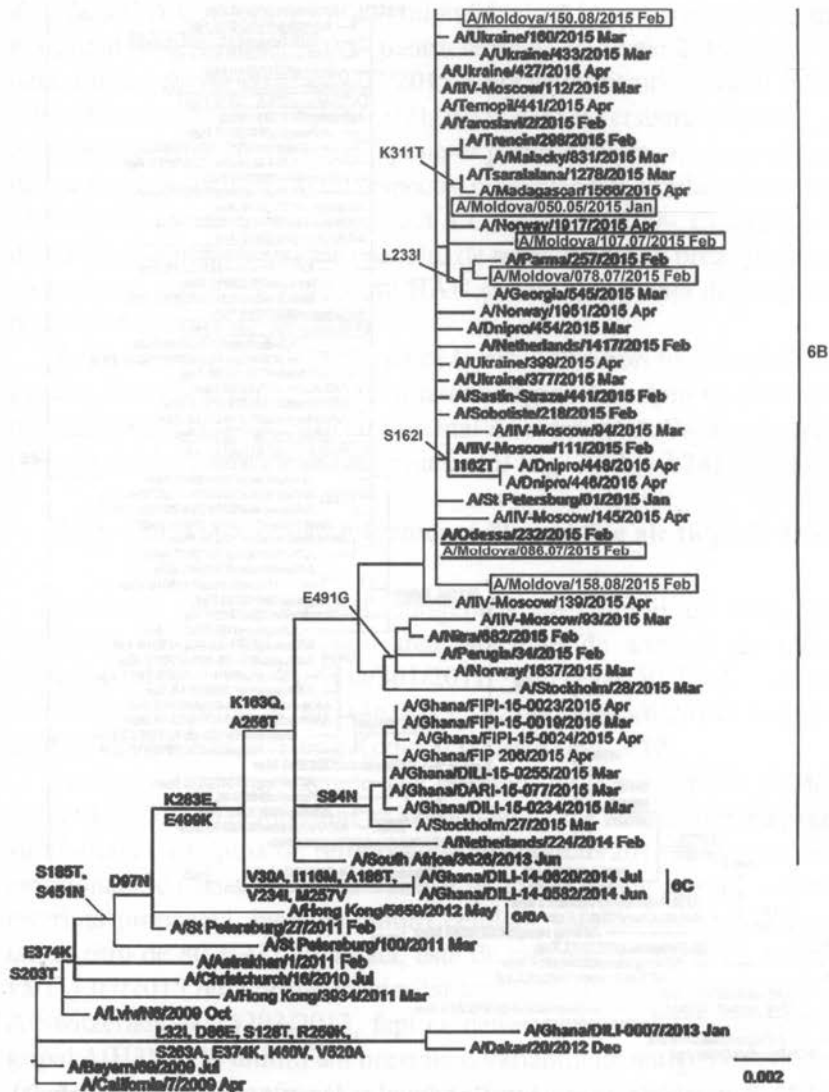 A/Moldova/150.08/2015 Feb
A/Ukraine/160/2015 Mar
A/Ukraine/433/2015 Mar
A/Ukraine/427/2015 Apr
A/IIV-Moscow/112/2015 Mar
A/Ternopil/441/2015 Apr
A/Yaroslavl/2/2015 Feb
A/Trencin/298/2015 Feb
A/Malacky/831/2015 Mar
K311T
A/Tsaralalana/1278/2015 Mar
A/Madagascar/1566/2015 Apr
A/Moldova/050.05/2015 Jan
A/Norway/1917/2015 Apr
A/Moldova/107.07/2015 Feb
L233I
A/Parma/257/2015 Feb
A/Moldova/078.07/2015 Feb
A/Georgia/545/2015 Mar
A/Norway/1951/2015 Apr
A/Dnipro/454/2015 Mar
A/Netherlands/1417/2015 Feb
6B
A/Ukraine/399/2015 Apr
A/Ukraine/377/2015 Mar
A/Sastin-Straze/441/2015 Feb
A/Sobotiste/218/2015 Feb
S162I
A/IIV-Moscow/94/2015 Mar
A/IIV-Moscow/111/2015 Feb
I162T
A/Dnipro/448/2015 Apr
A/Dnipro/446/2015 Apr
A/St Petersburg/01/2015 Jan
A/IIV-Moscow/145/2015 Apr
A/Odessa/232/2015 Feb
A/Moldova/086.07/2015 Feb
A/Moldova/158.08/2015 Feb
E491G
A/IIV-Moscow/139/2015 Apr
A/IIV-Moscow/93/2015 Mar
A/Nitra/682/2015 Feb
A/Perugia/34/2015 Feb
A/Norway/1637/2015 Mar
A/Stockholm/28/2015 Mar
K163Q,
A256T
A/Ghana/FIPI-15-0023/2015 Apr
A/Ghana/FIPI-15-0019/2015 Mar
A/Ghana/FIPI-15-0024/2015 Apr
A/Ghana/FIP 206/2015 Apr
A/Ghana/DILI-15-0255/2015 Mar
S84N
A/Ghana/DARI-15-077/2015 Mar
A/Ghana/DILI-15-0234/2015 Mar
K283E,
E499K
A/Stockholm/27/2015 Mar
A/Netherlands/224/2014 Feb
A/South Africa/3626/2013 Jun
V30A, I116M, A186T,
V234I, M257V
A/Ghana/DILI-14-0620/2014 Jul
A/Ghana/DILI-14-0582/2014 Jun
6C
S185T,
S451N
D97N
A/Hong Kong/5659/2012 May
6/6A
A/St Petersburg/27/2011 Feb
A/St Petersburg/100/2011 Mar
E374K
A/Astrakhan/1/2011 Feb
S203T
A/Christchurch/16/2010 Jul
A/Hong Kong/3934/2011 Mar
A/Lviv/N6/2009 Oct
L32I, D86E, S128T, R269K,
S263A, E374K, I460V, V520A
A/Ghana/DILI-0007/2013 Jan
A/Dakar/20/2012 Dec
A/Bayern/69/2009 Jul
A/California/7/2009 Apr
0.002